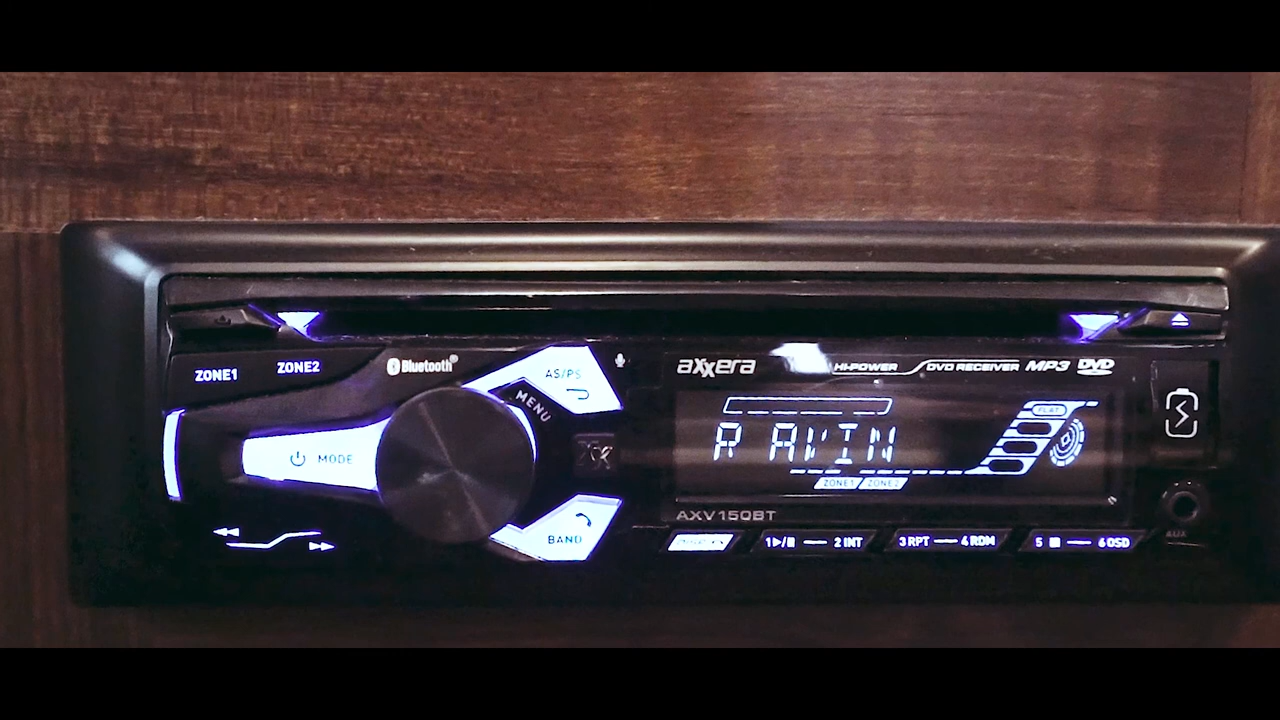 ZONE1 ZONE2 Bluetooth® AS/PS
MENU
MODE
BAND
axxera HI-POWER DVD RECEIVER MP3 DVD
FLAT
R AVIN
ZONE1 ZONE2
AXV150BT
1 2 INT 3 RPT 4 RDM 5 6 OSD
AUX